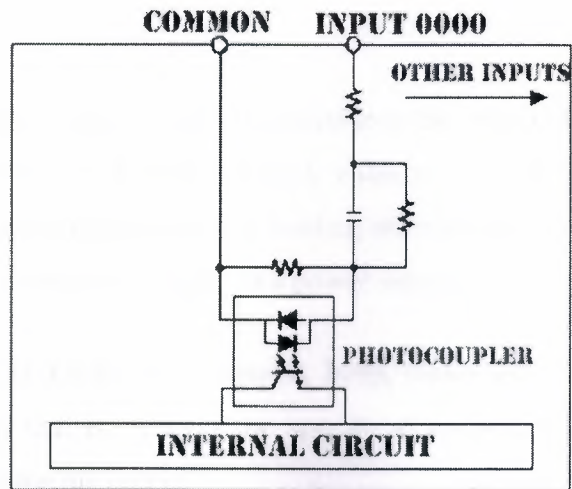 COMMON INPUT 0000
OTHER INPUTS
PHOTOCOUPLER
INTERNAL CIRCUIT